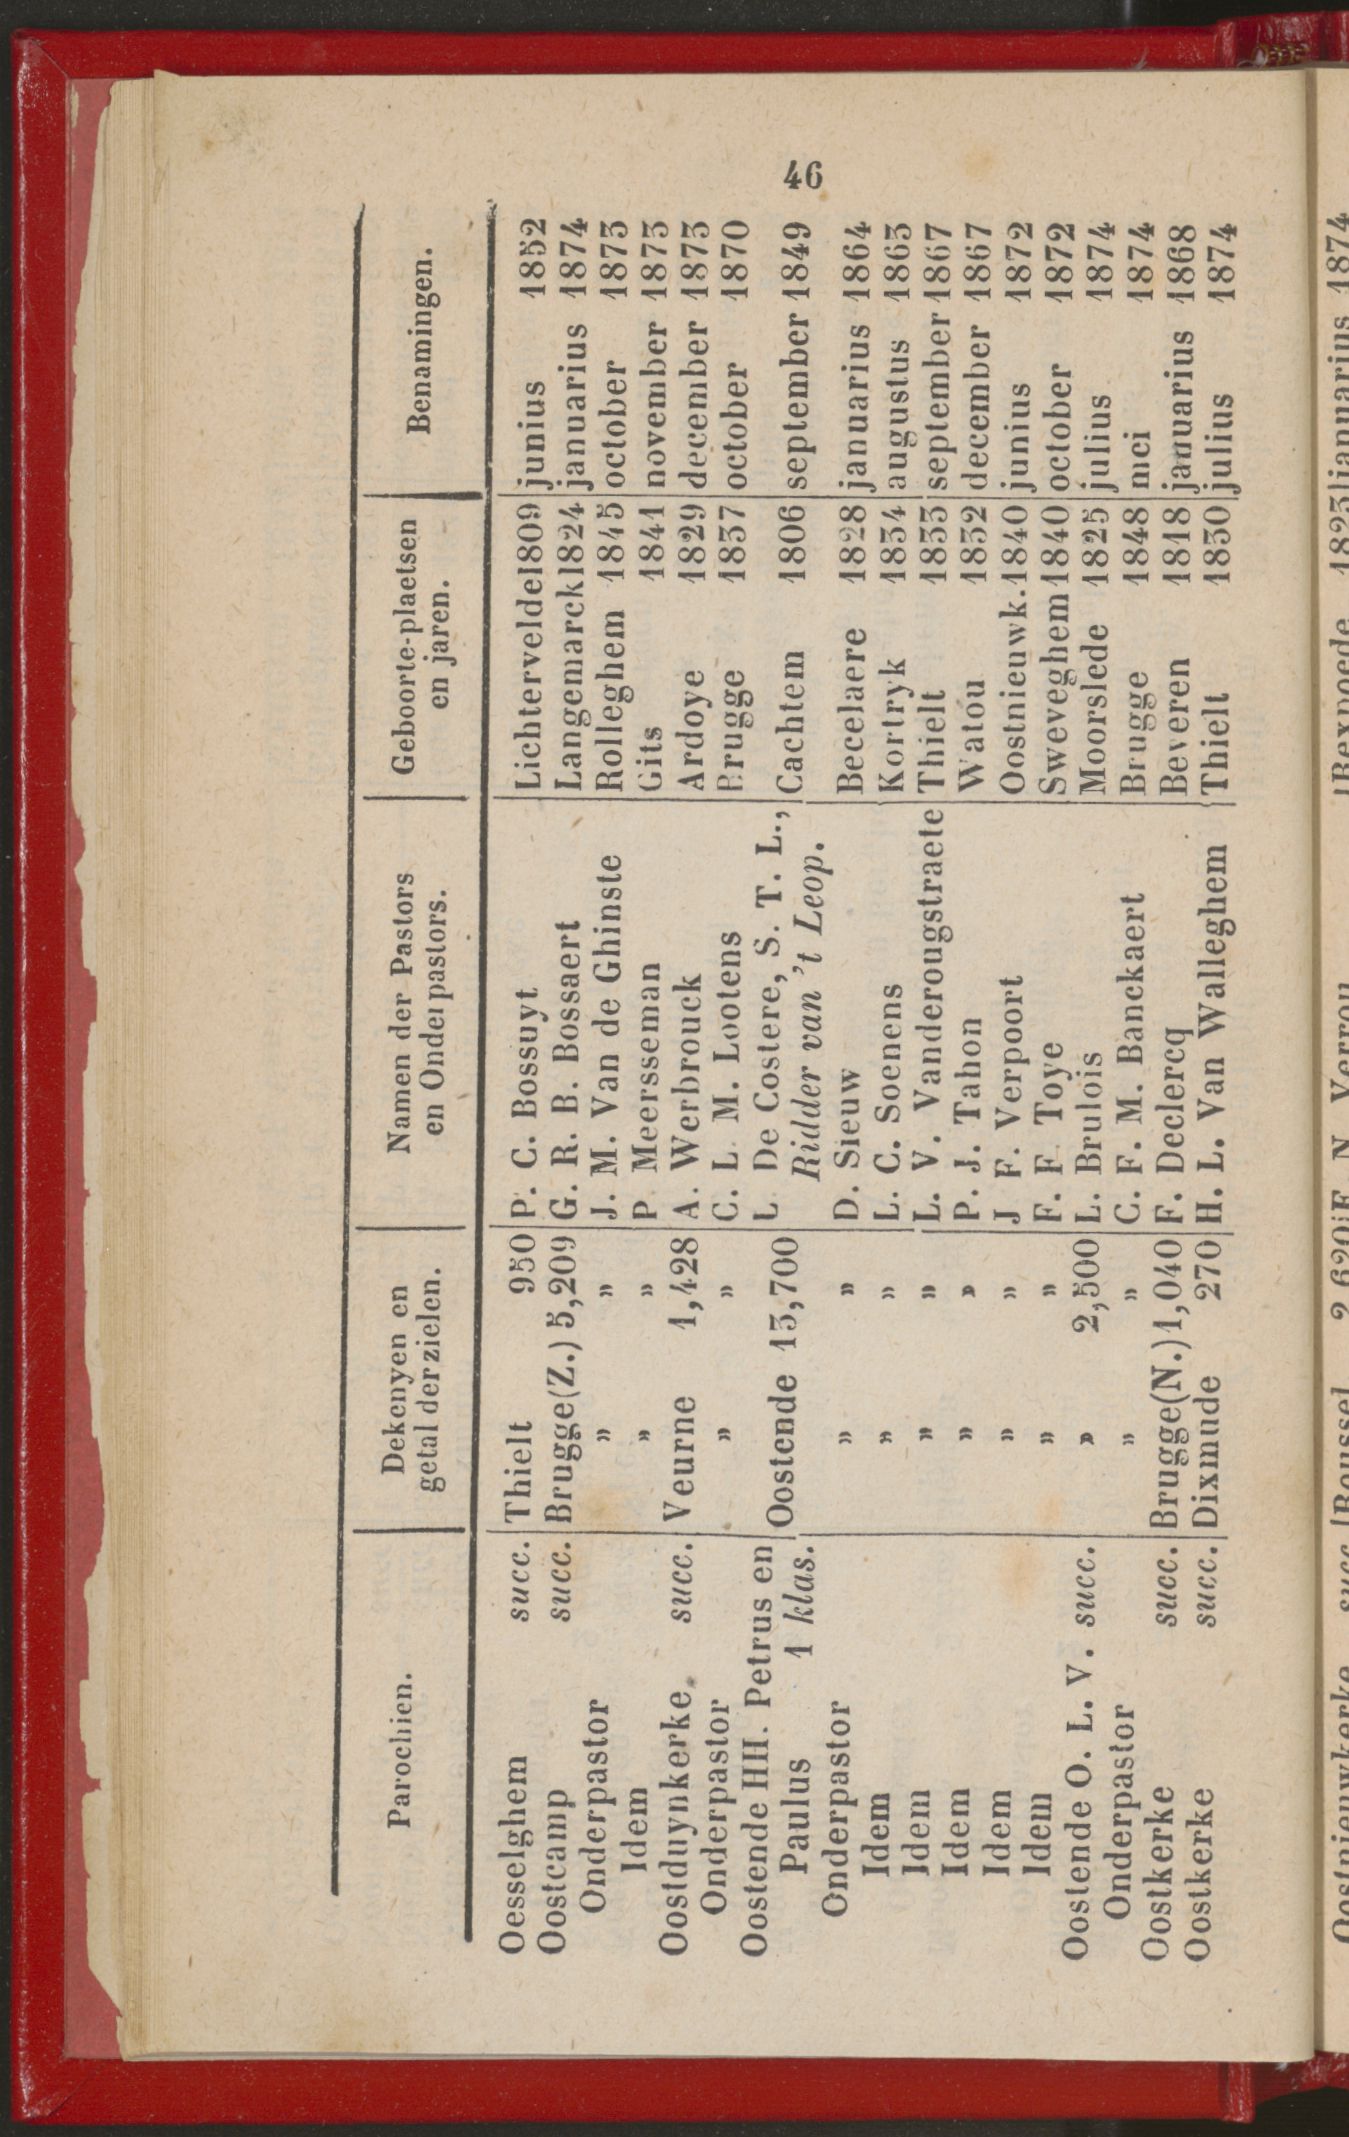 46
Parochien. Dekenyen en getal der zielen. Namen der Pastors en Onderpastors. Geboorte-plaetsen en jaren. Benamingen.
Oesselghem succ. Thielt 950 P. C. Bossuyt Lichtervelde 1809 junius 1852
Oostcamp succ. Brugge (Z.) 5,209 G. R. B. Bossaert Langemarck 1824 januarius 1874
Onderpastor " " J. M. Van de Ghinste Rolleghem 1845 october 1873
Idem " " P Meersseman Gits 1841 november 1873
Oostduynkerke succ. Veurne 1,428 A. Werbrouck Ardoye 1829 december 1873
Onderpastor " " C. L. M. Lootens Brugge 1837 october 1870
Oostende HH. Petrus en L De Costere, S. T. L.,
Paulus 1 klas. Oostende 13,700 Ridder van 't Leop. Cachtem 1806 september 1849
Onderpastor " " D. Sieuw Becelaere 1828 januarius 1864
Idem " " L. C. Soenens Kortryk 1834 augustus 1863
Idem " " L. V. Vanderougstraete Thielt 1833 september 1867
Idem " " P. J. Tahon Watou 1832 december 1867
Idem " " J F. Verpoort Oostnieuwk. 1840 junius 1872
Idem " " F. F Toye Sweveghem 1840 october 1872
Oostende O. L. V. succ. " 2,500 L. Brulois Moorslede 1825 julius 1874
Onderpastor " " C. F. M. Banckaert Brugge 1848 mei 1874
Oostkerke succ. Brugge (N.) 1,040 F. Declercq Beveren 1818 januarius 1868
Oostkerke succ. Dixmude 270 H. L. Van Walleghem Thielt 1830 julius 1874